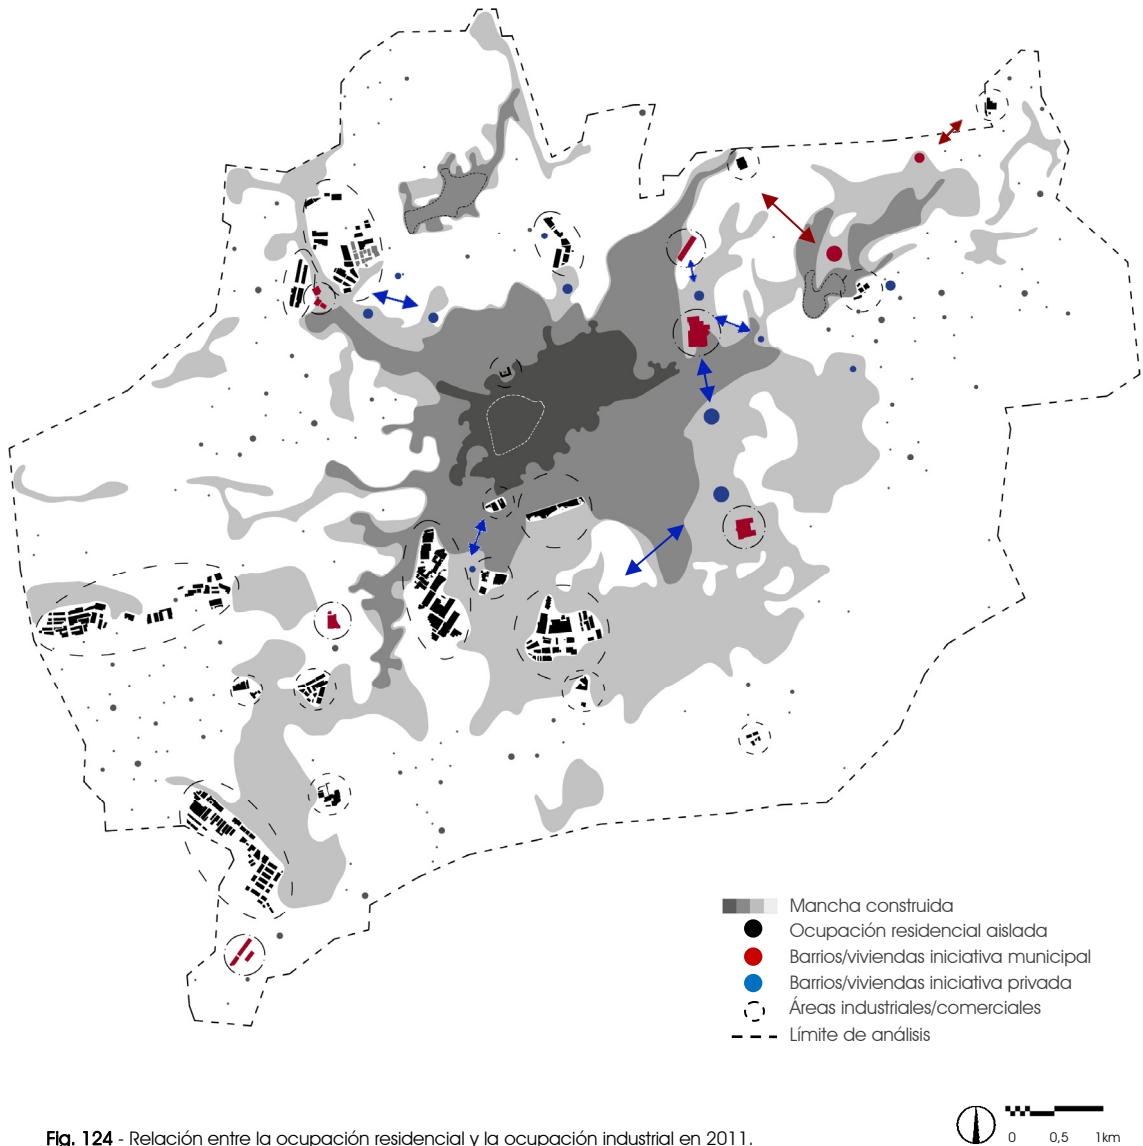 Mancha construida
Ocupación residencial aislada
Barrios/viviendas iniciativa municipal
Barrios/viviendas iniciativa privada
Áreas industriales/comerciales
Límite de análisis
0 0,5 1km
Fig. 124 - Relación entre la ocupación residencial y la ocupación industrial en 2011.